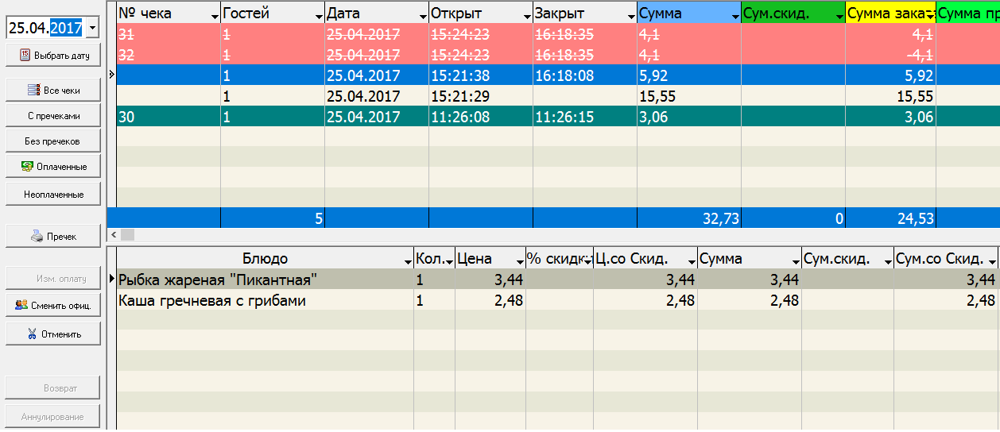 25.04.2017
Выбрать дату
Все чеки
С пречеками
Без пречеков
Оплаченные
Неоплаченные
Пречек
Изм. оплату
Сменить офиц.
Отменить
Возврат
Аннулирование
№ чека Гостей Дата Открыт Закрыт Сумма Сум.скид. Сумма зака Сумма пр
31 1 25.04.2017 15:24:23 16:18:35 4,1 4,1
32 1 25.04.2017 15:24:23 16:18:35 4,1 -4,1
1 25.04.2017 15:21:38 16:18:08 5,92 5,92
1 25.04.2017 15:21:29 15,55 15,55
30 1 25.04.2017 11:26:08 11:26:15 3,06 3,06
5 32,73 0 24,53
Блюдо Кол. Цена % скидк Ц.со Скид. Сумма Сум.скид. Сум.со Скид.
Рыбка жареная "Пикантная" 1 3,44 3,44 3,44 3,44
Каша гречневая с грибами 1 2,48 2,48 2,48 2,48